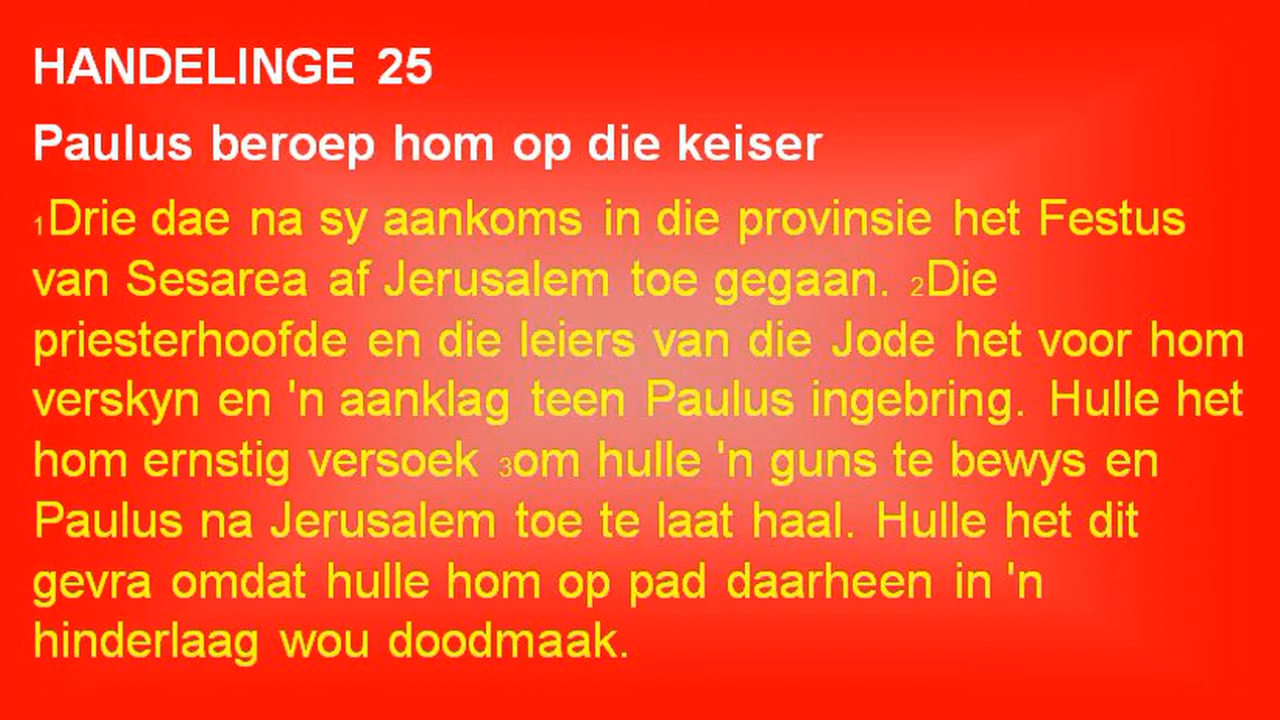 HANDELINGE 25
Paulus beroep hom op die keiser
1Drie dae na sy aankoms in die provinsie het Festus
van Sesarea af Jerusalem toe gegaan. 2Die
priesterhoofde en die leiers van die Jode het voor hom
verskyn en 'n aanklag teen Paulus ingebring. Hulle het
hom ernstig versoek 3om hulle 'n guns te bewys en
Paulus na Jerusalem toe te laat haal. Hulle het dit
gevra omdat hulle hom op pad daarheen in 'n
hinderlaag wou doodmaak.